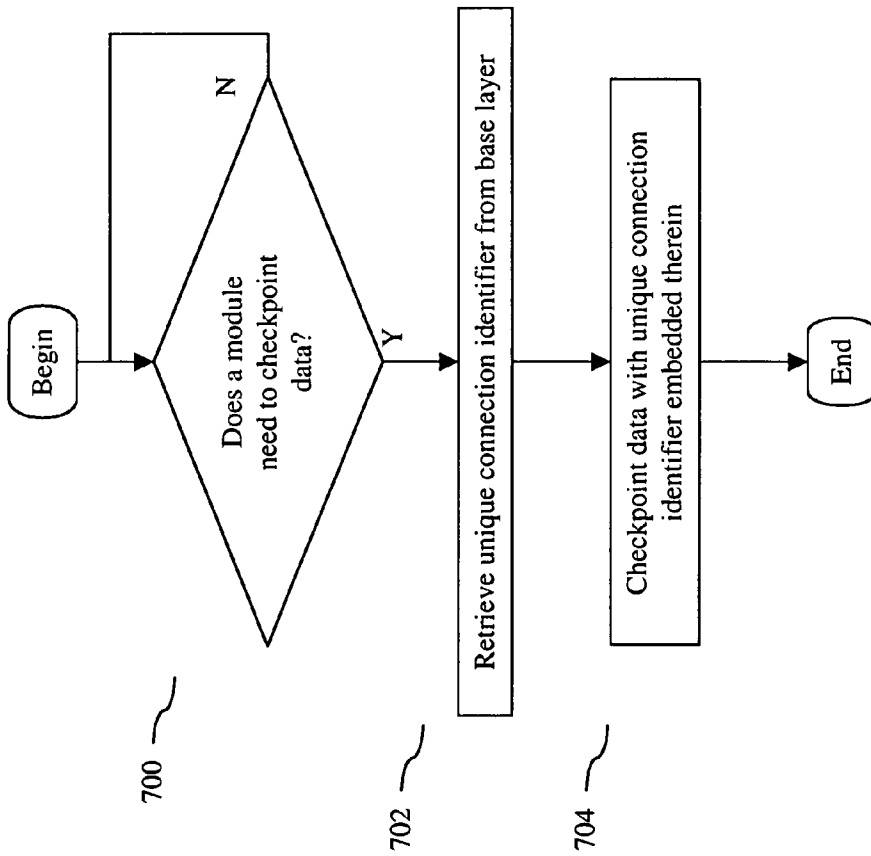 Begin
700
Does a module
need to checkpoint
data?
N
Y
702
Retrieve unique connection identifier from base layer
704
Checkpoint data with unique connection
identifier embedded therein
End